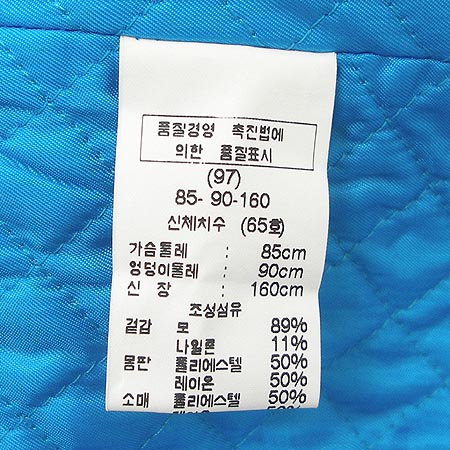 품질경영 촉진법에
의한 품질표시
(97)
85- 90-160
신체치수 (65호)
가슴둘레 : 85cm
엉덩이둘레 : 90cm
신 장 : 160cm
조성섬유
겉감 모 89%
나일론 11%
몸판 폴리에스텔 50%
레이온 50%
소매 폴리에스텔 50%